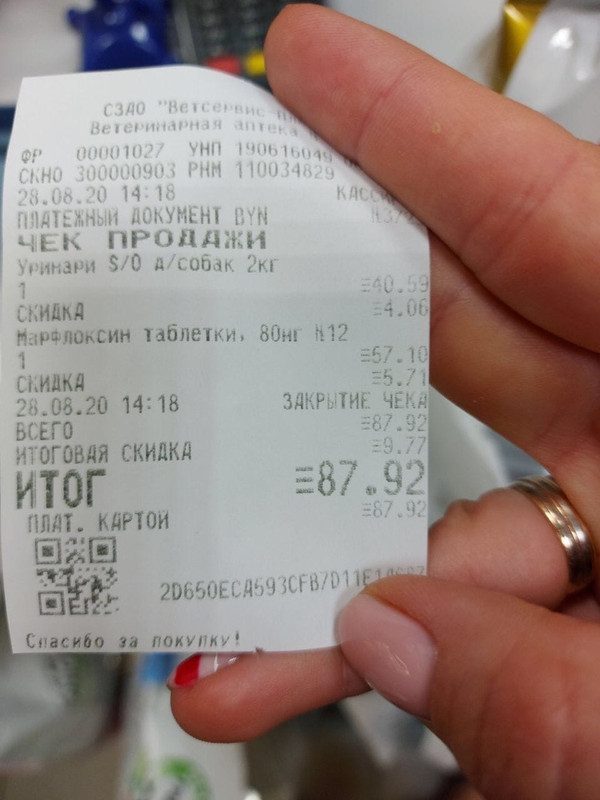 СЗАО "Ветсервис-
Ветеринарная аптека
ФР 00001027 УНП 190616049
СКНО 300000903 РНМ 110034829
28.08.20 14:18
ПЛАТЕЖНЫЙ ДОКУМЕНТ BYN
ЧЕК ПРОДАЖИ
Уринари S/O д/собак 2кг
1 =40.59
СКИДКА =4.06
Марфлоксин таблетки, 80мг N12
1 =57.10
СКИДКА =5.71
28.08.20 14:18 ЗАКРЫТИЕ ЧЕКА
ВСЕГО =87.92
ИТОГОВАЯ СКИДКА =9.77
ИТОГ =87.92
ПЛАТ. КАРТОЙ =87.92
2D650ECA593CFB7D11E1
Спасибо за покупку!